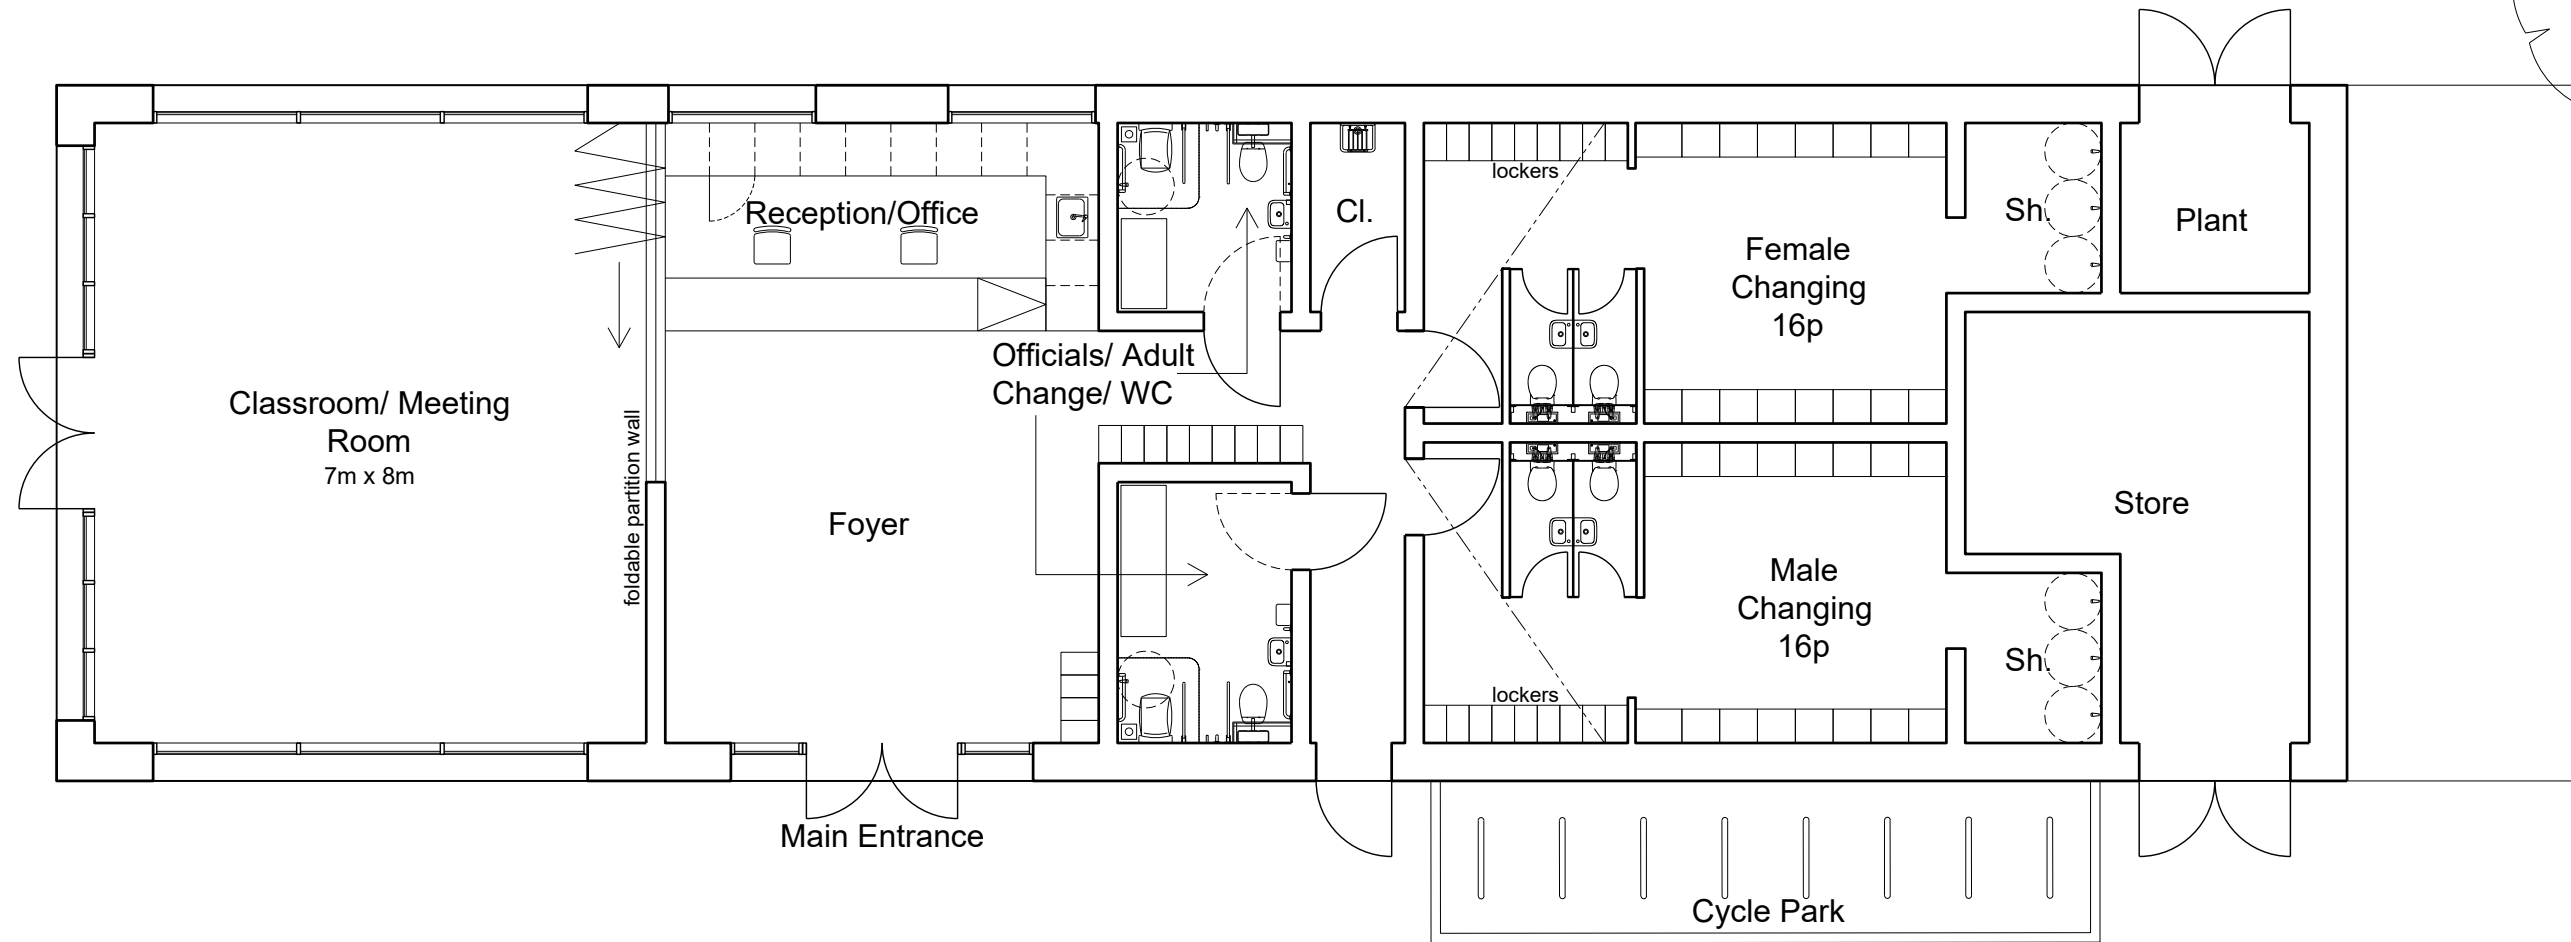 Reception/Office
Cl.
lockers
Female
Changing
16p
Sh.
Plant
Officials/ Adult
Change/ WC
Classroom/ Meeting
Room
7m x 8m
foldable partition wall
Foyer
Male
Changing
16p
lockers
Sh.
Store
Main Entrance
Cycle Park